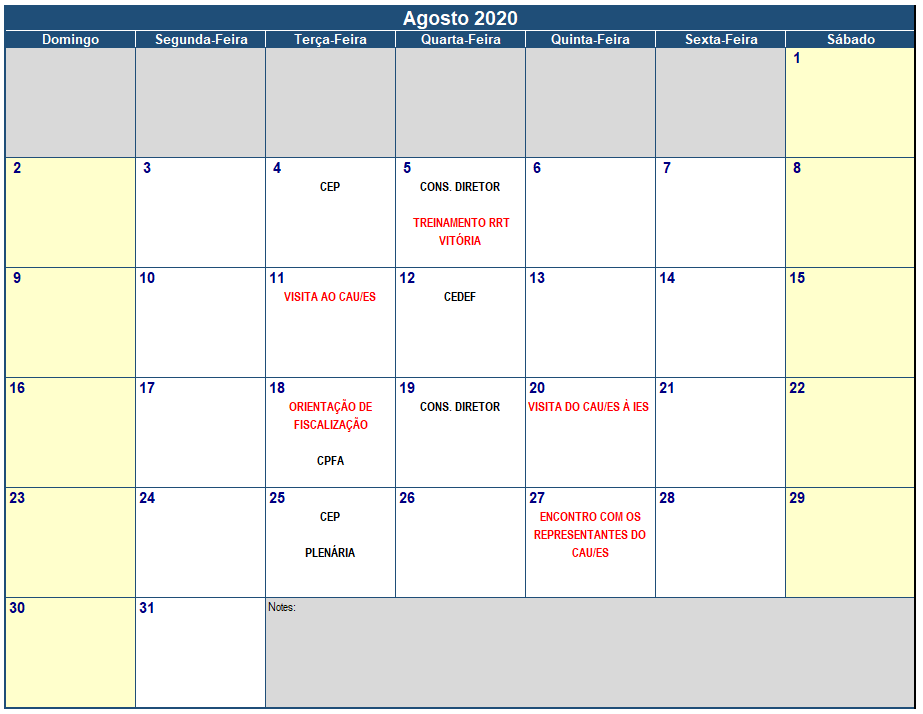 Agosto 2020
Domingo Segunda-Feira Terça-Feira Quarta-Feira Quinta-Feira Sexta-Feira Sábado
1
2 3 4 5 6 7 8
CEP CONS. DIRETOR
TREINAMENTO RRT
VITÓRIA
9 10 11 12 13 14 15
VISITA AO CAU/ES CEDEF
16 17 18 19 20 21 22
ORIENTAÇÃO DE CONS. DIRETOR VISITA DO CAU/ES À IES
FISCALIZAÇÃO
CPFA
23 24 25 26 27 28 29
CEP ENCONTRO COM OS
REPRESENTANTES DO
PLENÁRIA CAU/ES
30 31 Notes: